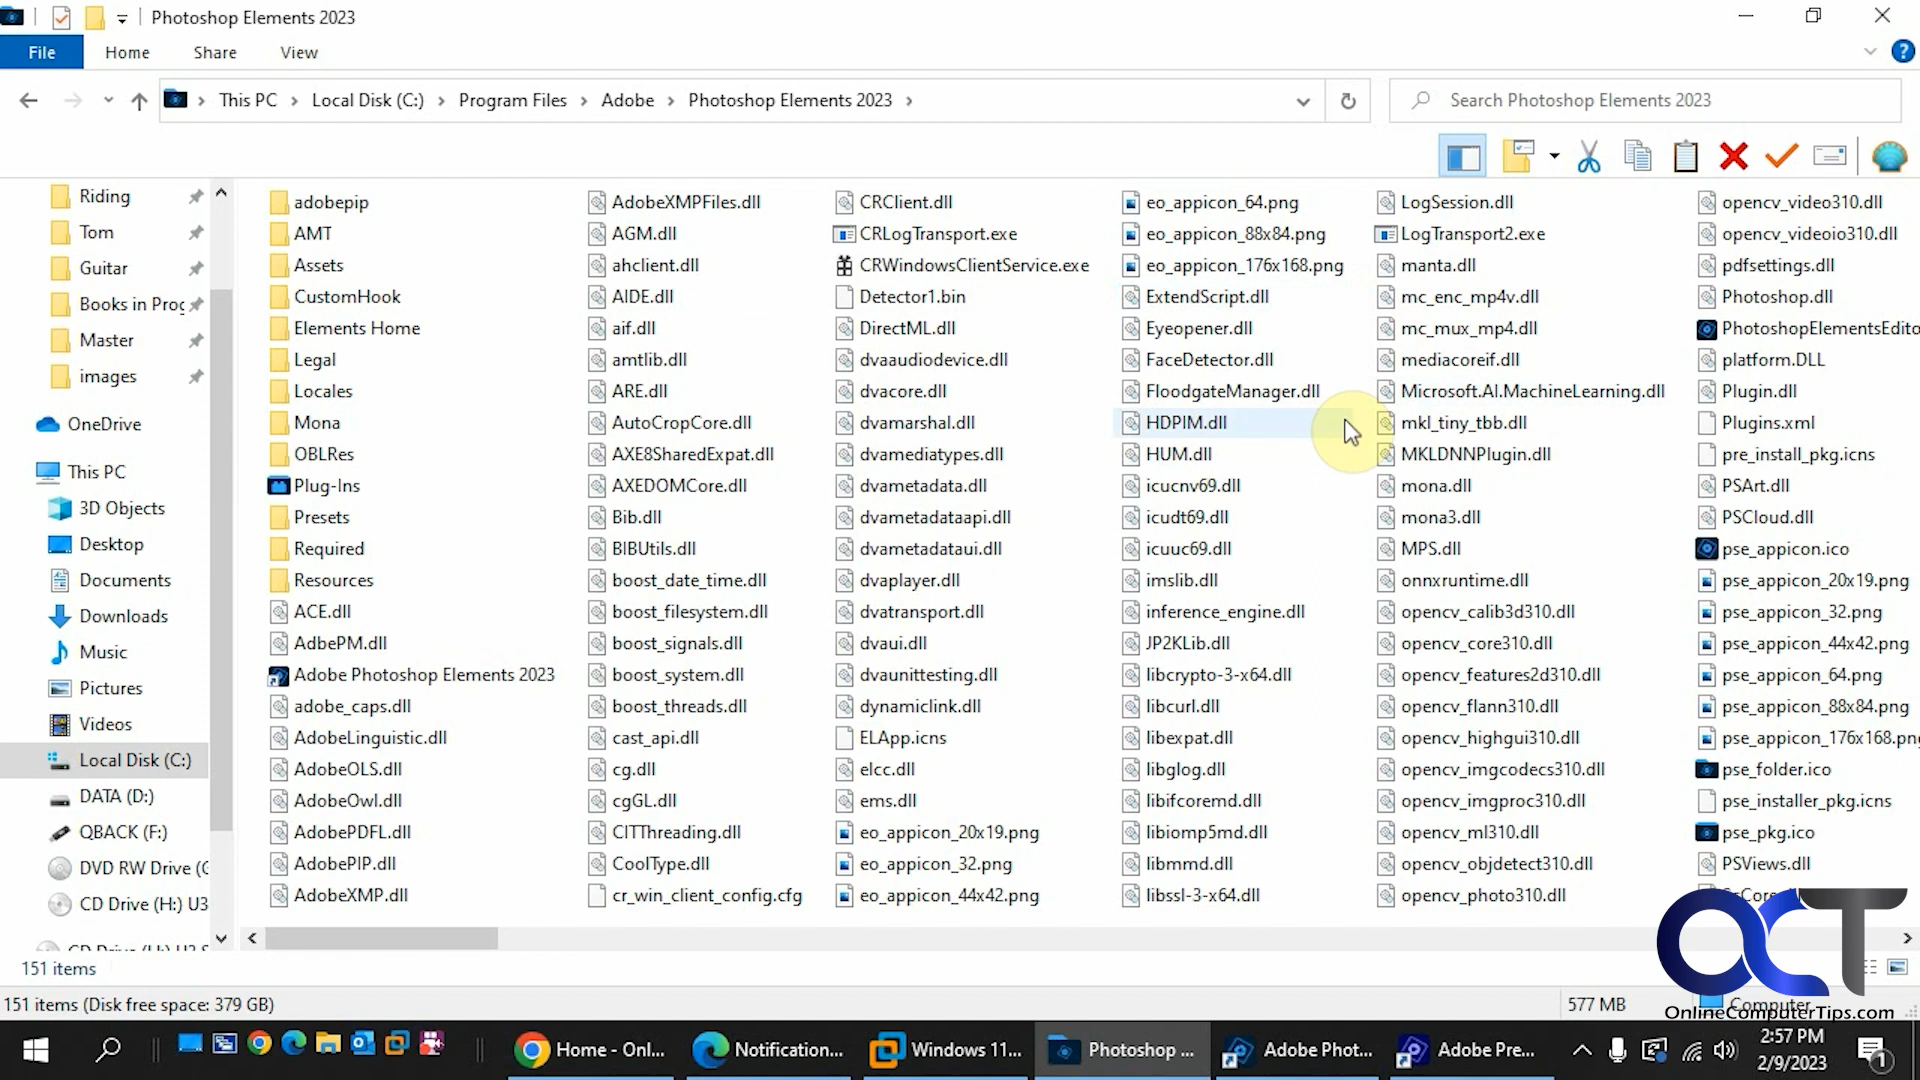 Photoshop Elements 2023
File Home Share View
This PC Local Disk (C:) Program Files Adobe Photoshop Elements 2023
Search Photoshop Elements 2023
Riding
Tom
Guitar
Books in Prog
Master
images
OneDrive
This PC
3D Objects
Desktop
Documents
Downloads
Music
Pictures
Videos
Local Disk (C:)
DATA (D:)
QBACK (F:)
DVD RW Drive (G
CD Drive (H:) U3
CD Drive (H:) U3 S
adobepip
AMT
Assets
CustomHook
Elements Home
Legal
Locales
Mona
OBLRes
Plug-Ins
Presets
Required
Resources
ACE.dll
AdbePM.dll
Adobe Photoshop Elements 2023
adobe_caps.dll
AdobeLinguistic.dll
AdobeOLS.dll
AdobeOwl.dll
AdobePDFL.dll
AdobePIP.dll
AdobeXMP.dll
AdobeXMPFiles.dll
AGM.dll
ahclient.dll
AIDE.dll
aif.dll
amtlib.dll
ARE.dll
AutoCropCore.dll
AXE8SharedExpat.dll
AXEDOMCore.dll
Bib.dll
BIBUtils.dll
boost_date_time.dll
boost_filesystem.dll
boost_signals.dll
boost_system.dll
boost_threads.dll
cast_api.dll
cg.dll
cgGL.dll
CITThreading.dll
CoolType.dll
cr_win_client_config.cfg
CRClient.dll
CRLogTransport.exe
CRWindowsClientService.exe
Detector1.bin
DirectML.dll
dvaaudiodevice.dll
dvacore.dll
dvamarshal.dll
dvamediatypes.dll
dvametadata.dll
dvametadataapi.dll
dvametadataui.dll
dvaplayer.dll
dvatransport.dll
dvaui.dll
dvaunittesting.dll
dynamiclink.dll
ELApp.icns
elcc.dll
ems.dll
eo_appicon_20x19.png
eo_appicon_32.png
eo_appicon_44x42.png
eo_appicon_64.png
eo_appicon_88x84.png
eo_appicon_176x168.png
ExtendScript.dll
Eyeopener.dll
FaceDetector.dll
FloodgateManager.dll
HDPIM.dll
HUM.dll
icucnv69.dll
icudt69.dll
icuuc69.dll
imslib.dll
inference_engine.dll
JP2KLib.dll
libcrypto-3-x64.dll
libcurl.dll
libexpat.dll
libglog.dll
libifcoremd.dll
libiomp5md.dll
libmmd.dll
libssl-3-x64.dll
LogSession.dll
LogTransport2.exe
manta.dll
mc_enc_mp4v.dll
mc_mux_mp4.dll
mediacoreif.dll
Microsoft.AI.MachineLearning.dll
mkl_tiny_tbb.dll
MKLDNNPlugin.dll
mona.dll
mona3.dll
MPS.dll
onnxruntime.dll
opencv_calib3d310.dll
opencv_core310.dll
opencv_features2d310.dll
opencv_flann310.dll
opencv_highgui310.dll
opencv_imgcodecs310.dll
opencv_imgproc310.dll
opencv_ml310.dll
opencv_objdetect310.dll
opencv_photo310.dll
opencv_video310.dll
opencv_videoio310.dll
pdfsettings.dll
Photoshop.dll
PhotoshopElementsEdito
platform.DLL
Plugin.dll
Plugins.xml
pre_install_pkg.icns
PSArt.dll
PSCloud.dll
pse_appicon.ico
pse_appicon_20x19.png
pse_appicon_32.png
pse_appicon_44x42.png
pse_appicon_64.png
pse_appicon_88x84.png
pse_appicon_176x168.png
pse_folder.ico
pse_installer_pkg.icns
pse_pkg.ico
PSViews.dll
151 items
151 items (Disk free space: 379 GB)
577 MB
Computer
OCT
OnlineComputerTips.com
Home - Onl... Notification... Windows 11... Photoshop ... Adobe Phot... Adobe Pre...
2:57 PM
2/9/2023
1